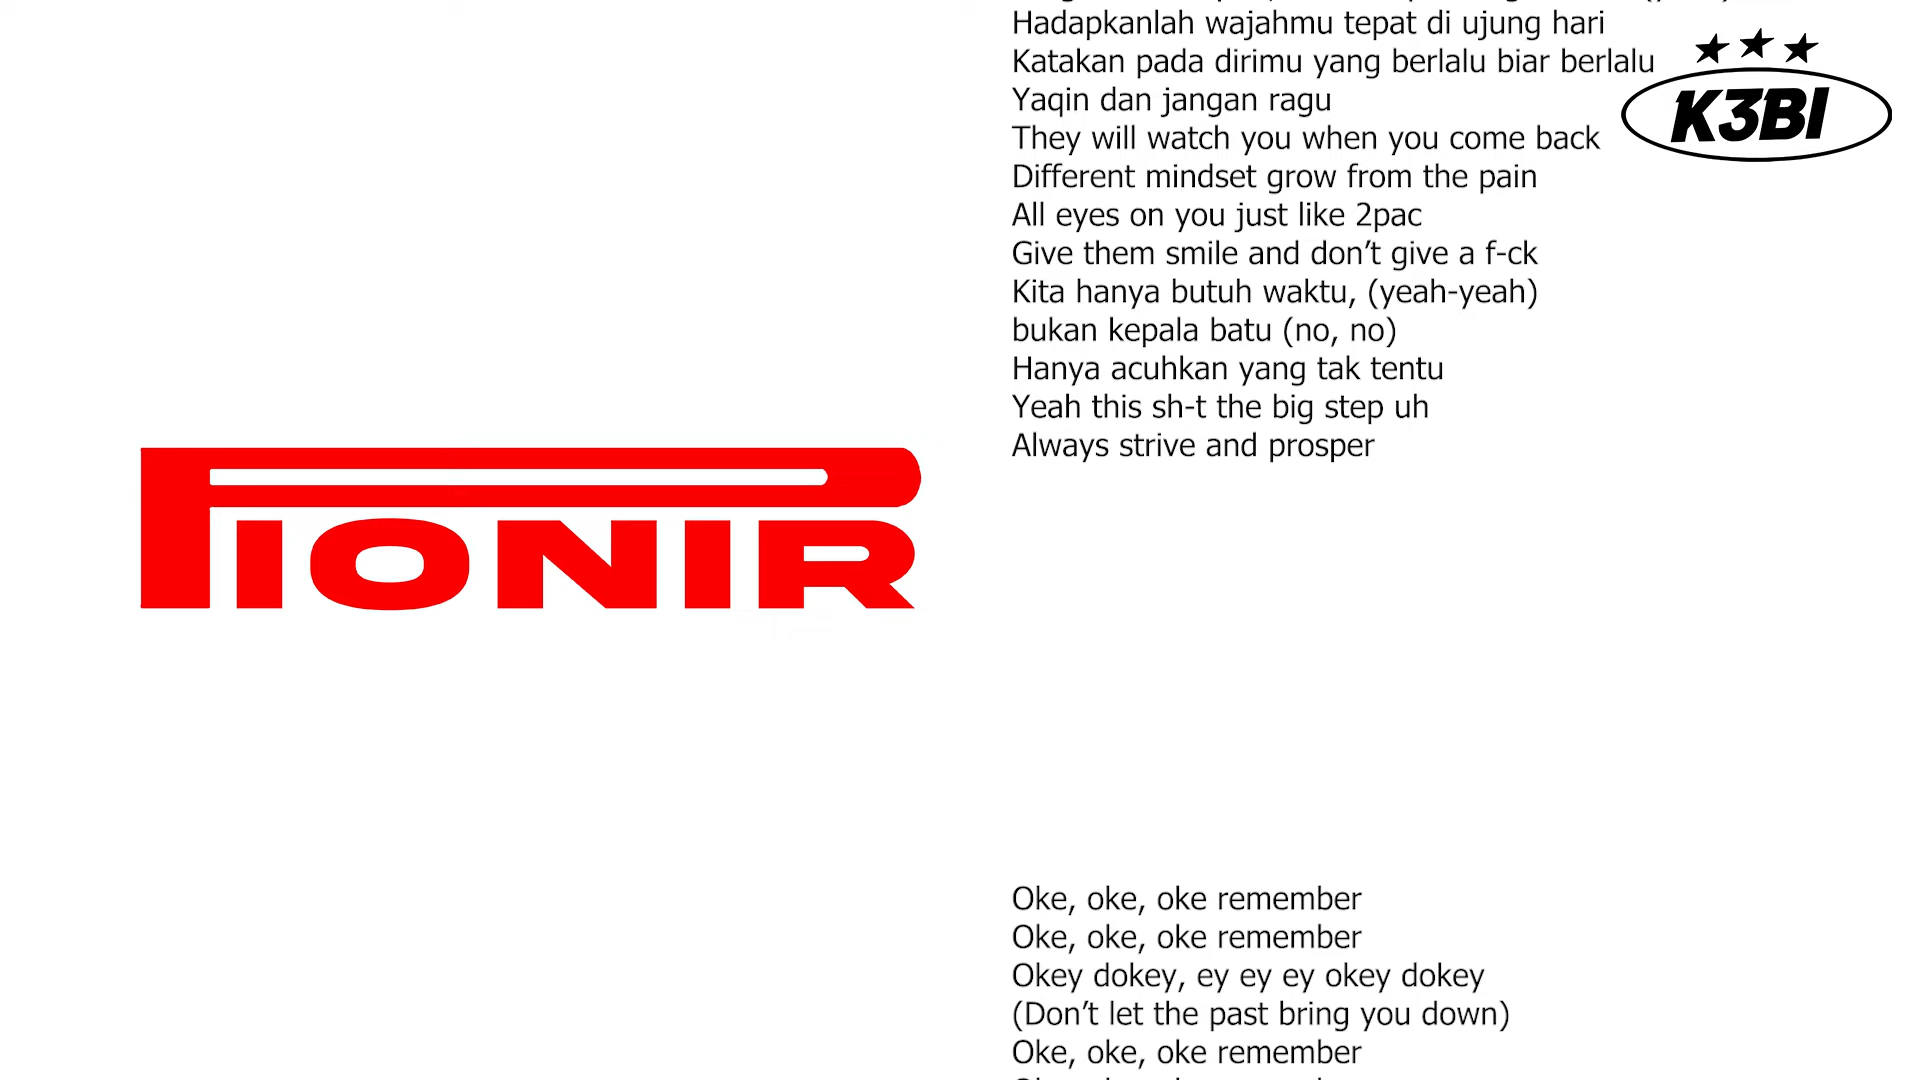 Hadapkanlah wajahmu tepat di ujung hari
Katakan pada dirimu yang berlalu biar berlalu
Yaqin dan jangan ragu
They will watch you when you come back
Different mindset grow from the pain
All eyes on you just like 2pac
Give them smile and don’t give a f-ck
Kita hanya butuh waktu, (yeah-yeah)
bukan kepala batu (no, no)
Hanya acuhkan yang tak tentu
Yeah this sh-t the big step uh
Always strive and prosper
K3BI
PIONIR
Oke, oke, oke remember
Oke, oke, oke remember
Okey dokey, ey ey ey okey dokey
(Don’t let the past bring you down)
Oke, oke, oke remember